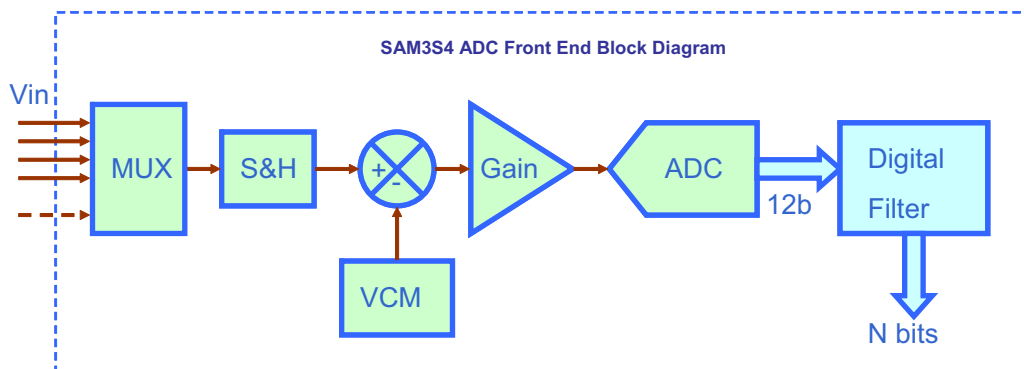 SAM3S4 ADC Front End Block Diagram
Vin
MUX
S&H
+
-
Gain
ADC
12b
Digital
Filter
VCM
N bits